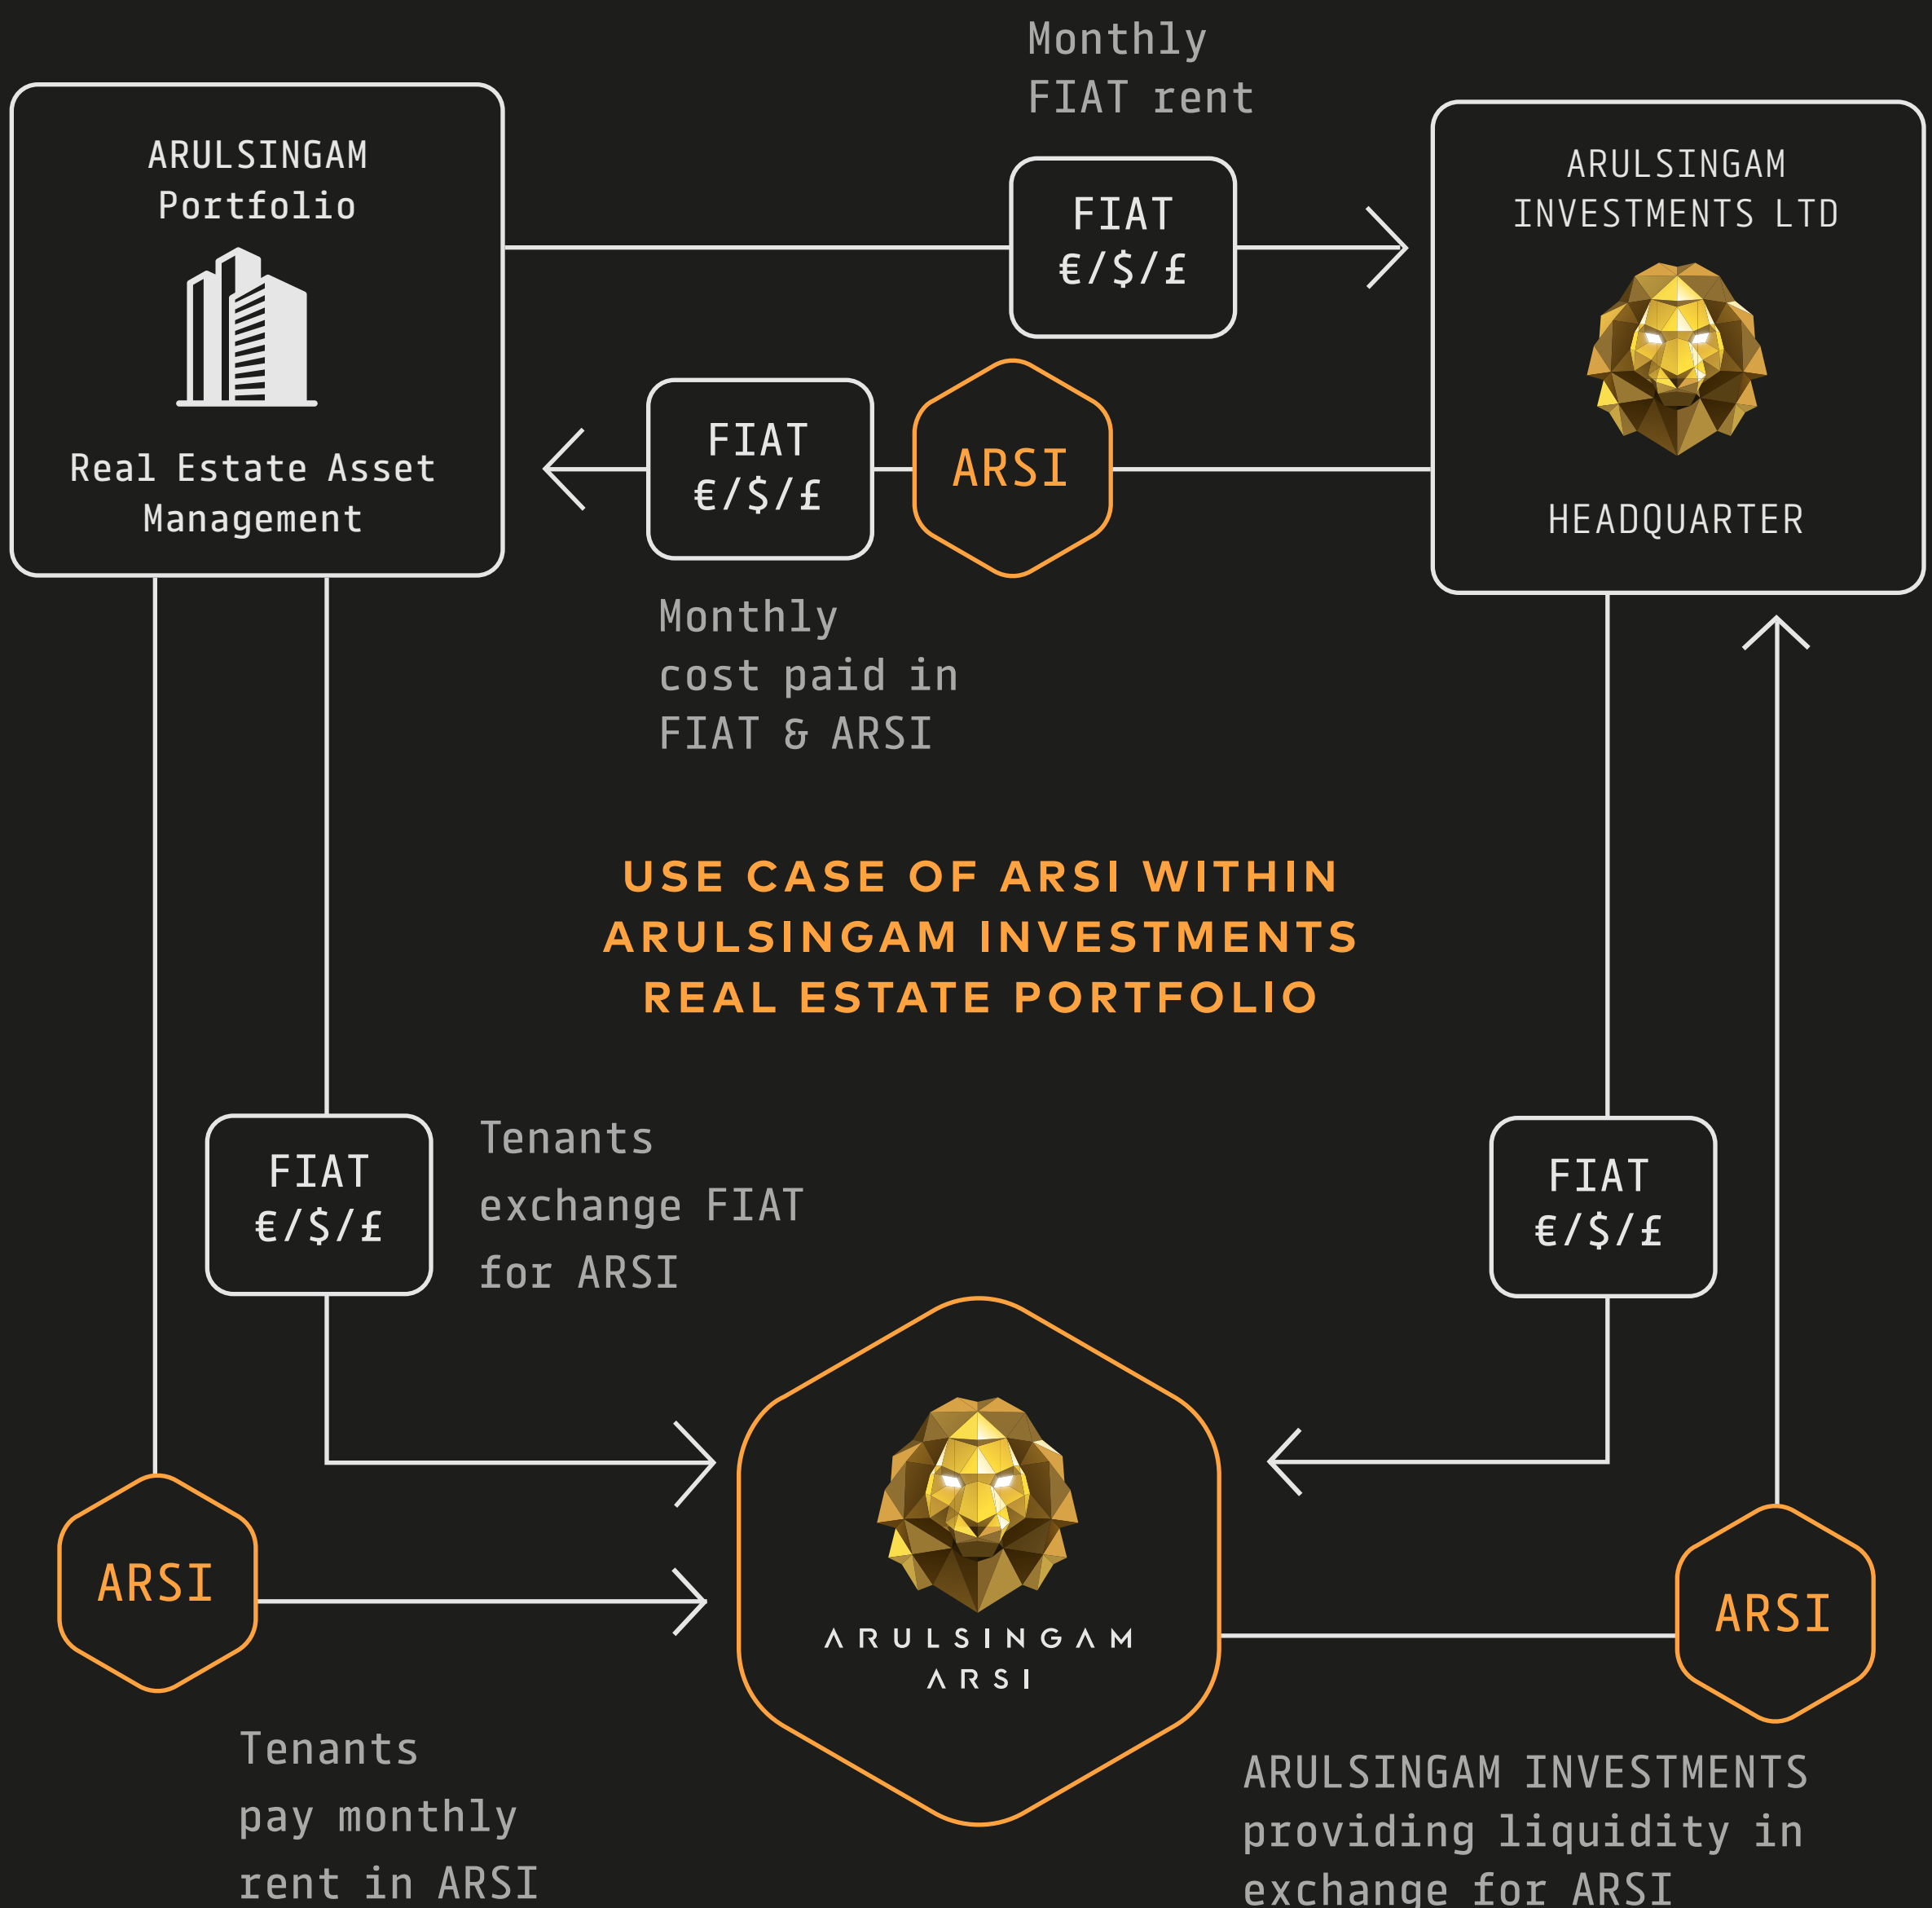 Monthly
FIAT rent
ARULSINGAM
Portfolio
Real Estate Asset
Management
FIAT
€/$/£
ARULSINGAM
INVESTMENTS LTD
HEADQUARTER
FIAT
€/$/£
ARSI
Monthly
cost paid in
FIAT & ARSI
USE CASE OF ARSI WITHIN
ARULSINGAM INVESTMENTS
REAL ESTATE PORTFOLIO
FIAT
€/$/£
Tenants
exchange FIAT
for ARSI
FIAT
€/$/£
ARSI
ARULSINGAM
ARSI
ARSI
Tenants
pay monthly
rent in ARSI
ARULSINGAM INVESTMENTS
providing liquidity in
exchange for ARSI